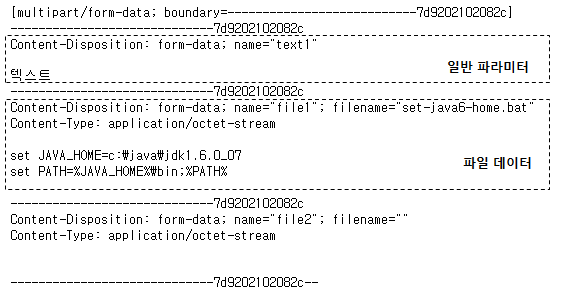 [multipart/form-data; boundary=---------------------------7d9202102082c]
-----------------------------7d9202102082c
Content-Disposition: form-data; name="text1"
텍스트
일반 파라미터
-----------------------------7d9202102082c
Content-Disposition: form-data; name="file1"; filename="set-java6-home.bat"
Content-Type: application/octet-stream
set JAVA_HOME=c:₩java₩jdk1.6.0_07
set PATH=%JAVA_HOME%₩bin;%PATH%
파일 데이터
-----------------------------7d9202102082c
Content-Disposition: form-data; name="file2"; filename=""
Content-Type: application/octet-stream
-----------------------------7d9202102082c--